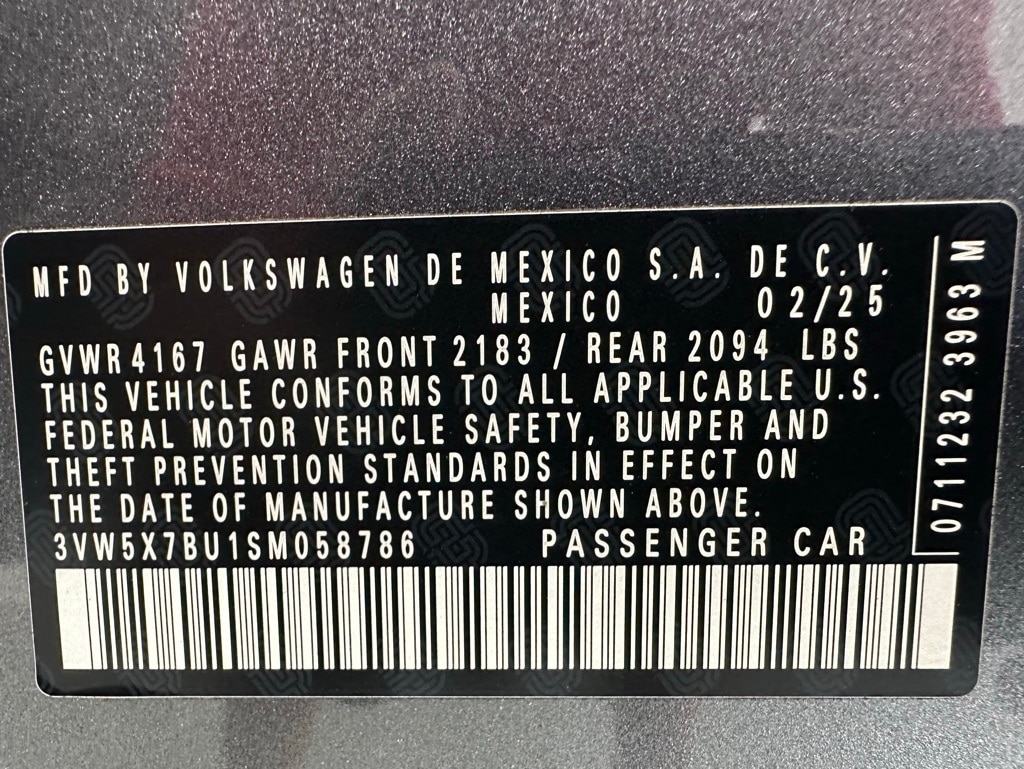 MFD BY VOLKSWAGEN DE MEXICO S.A. DE C.V.
MEXICO 02/25
GVWR 4167 GAWR FRONT 2183 / REAR 2094 LBS
THIS VEHICLE CONFORMS TO ALL APPLICABLE U.S.
FEDERAL MOTOR VEHICLE SAFETY, BUMPER AND
THEFT PREVENTION STANDARDS IN EFFECT ON
THE DATE OF MANUFACTURE SHOWN ABOVE.
3VW5X7BU1SM058786 PASSENGER CAR
0711232 3963 M